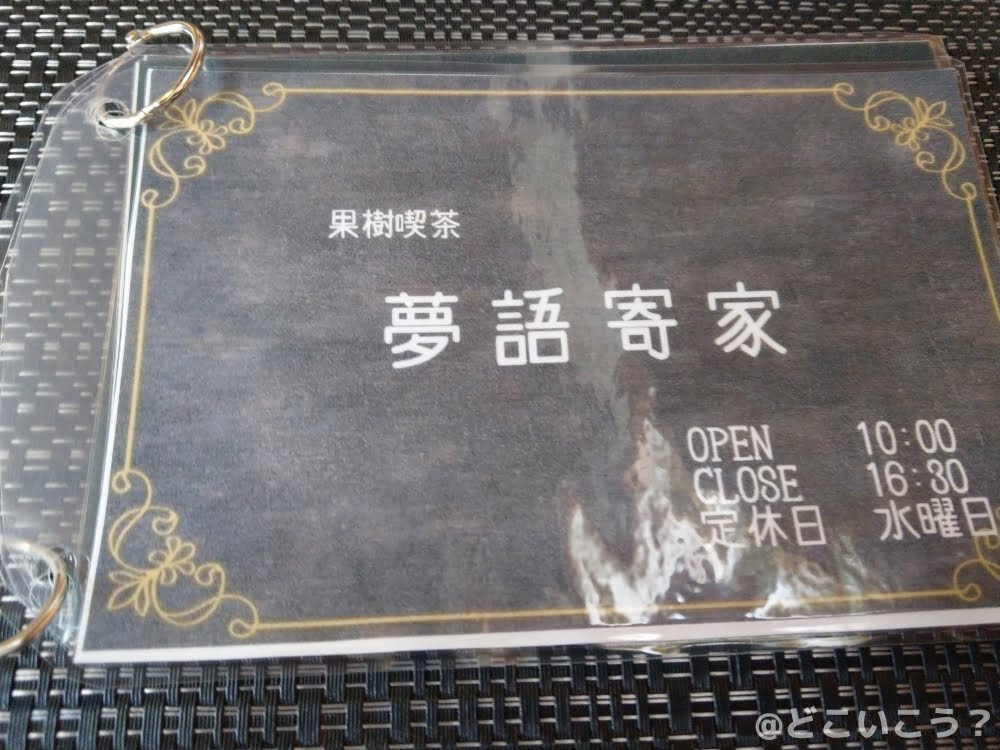 果樹喫茶
夢語寄家
OPEN 10:00
CLOSE 16:30
定休日 水曜日
@どこいこう？